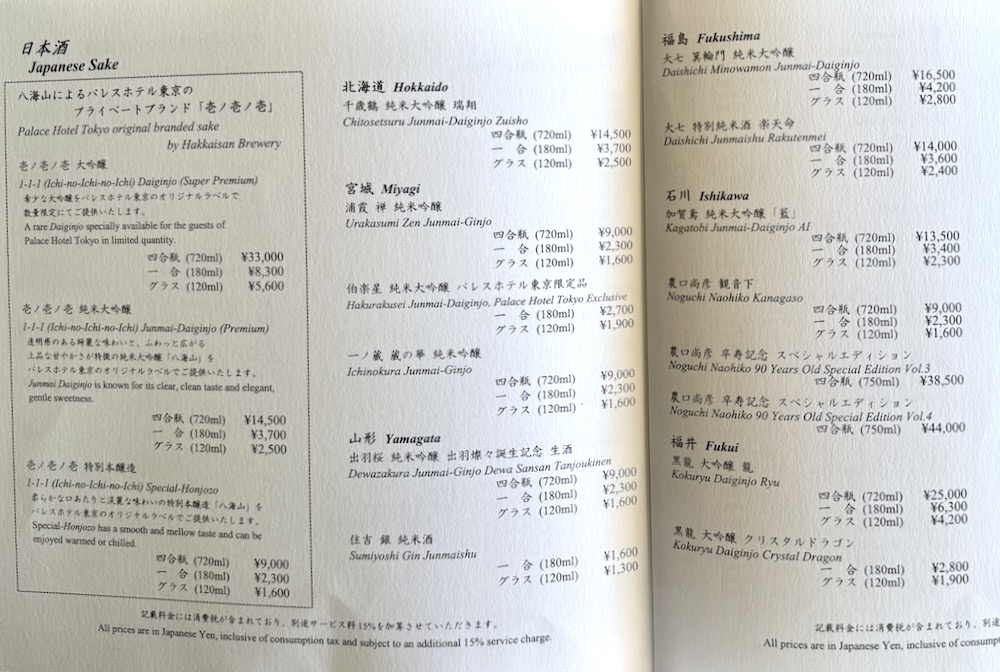 日本酒
Japanese Sake
八海山によるパレスホテル東京の
プライベートブランド「壱ノ壱ノ壱」
Palace Hotel Tokyo original branded sake
by Hakkaisan Brewery
壱ノ壱ノ壱 大吟醸
1-1-1 (Ichi-no-Ichi-no-Ichi) Daiginjo (Super Premium)
希少な大吟醸をパレスホテル東京のオリジナルラベルで
数量限定にてご提供いたします。
A rare Daiginjo specially available for the guests of
Palace Hotel Tokyo in limited quantity.
四合瓶 (720ml) ¥33,000
一 合 (180ml) ¥8,300
グラス (120ml) ¥5,600
壱ノ壱ノ壱 純米大吟醸
1-1-1 (Ichi-no-Ichi-no-Ichi) Junmai-Daiginjo (Premium)
透明感のある綺麗な味わいと、ふわっと広がる
上品な甘やかさが特徴の純米大吟醸「八海山」を
パレスホテル東京のオリジナルラベルでご提供いたします。
Junmai Daiginjo is known for its clear, clean taste and elegant,
gentle sweetness.
四合瓶 (720ml) ¥14,500
一 合 (180ml) ¥3,700
グラス (120ml) ¥2,500
壱ノ壱ノ壱 特別本醸造
1-1-1 (Ichi-no-Ichi-no-Ichi) Special-Honjozo
柔らかな口あたりと淡麗な味わいの特別本醸造「八海山」を
パレスホテル東京のオリジナルラベルでご提供いたします。
Special-Honjozo has a smooth and mellow taste and can be
enjoyed warmed or chilled.
四合瓶 (720ml) ¥9,000
一 合 (180ml) ¥2,300
グラス (120ml) ¥1,600
北海道 Hokkaido
千歳鶴 純米大吟醸 瑞翔
Chitosetsuru Junmai-Daiginjo Zuisho
四合瓶 (720ml) ¥14,500
一 合 (180ml) ¥3,700
グラス (120ml) ¥2,500
宮城 Miyagi
浦霞 禅 純米吟醸
Urakasumi Zen Junmai-Ginjo
四合瓶 (720ml) ¥9,000
一 合 (180ml) ¥2,300
グラス (120ml) ¥1,600
伯楽星 純米大吟醸 パレスホテル東京限定品
Hakurakusei Junmai-Daiginjo, Palace Hotel Tokyo Exclusive
一 合 (180ml) ¥2,700
グラス (120ml) ¥1,900
一ノ蔵 蔵の華 純米吟醸
Ichinokura Junmai-Ginjo
四合瓶 (720ml) ¥9,000
一 合 (180ml) ¥2,300
グラス (120ml) ¥1,600
山形 Yamagata
出羽桜 純米吟醸 出羽燦々誕生記念 生酒
Dewazakura Junmai-Ginjo Dewa Sansan Tanjoukinen
四合瓶 (720ml) ¥9,000
一 合 (180ml) ¥2,300
グラス (120ml) ¥1,600
住吉 銀 純米酒
Sumiyoshi Gin Junmaishu
一 合 (180ml) ¥1,600
グラス (120ml) ¥1,300
記載料金には消費税が含まれており、別途サービス料15%を加算させていただきます。
All prices are in Japanese Yen, inclusive of consumption tax and subject to an additional 15% service charge.
福島 Fukushima
大七 箕輪門 純米大吟醸
Daishichi Minowamon Junmai-Daiginjo
四合瓶 (720ml) ¥16,500
一 合 (180ml) ¥4,200
グラス (120ml) ¥2,800
大七 特別純米酒 楽天命
Daishichi Junmaishu Rakutenmei
四合瓶 (720ml) ¥14,000
一 合 (180ml) ¥3,600
グラス (120ml) ¥2,400
石川 Ishikawa
加賀鳶 純米大吟醸「藍」
Kagatobi Junmai-Daiginjo AI
四合瓶 (720ml) ¥13,500
一 合 (180ml) ¥3,400
グラス (120ml) ¥2,300
農口尚彦 観音下
Noguchi Naohiko Kanagaso
四合瓶 (720ml) ¥9,000
一 合 (180ml) ¥2,300
グラス (120ml) ¥1,600
農口尚彦 卒寿記念 スペシャルエディション
Noguchi Naohiko 90 Years Old Special Edition Vol.3
四合瓶 (750ml) ¥38,500
農口尚彦 卒寿記念 スペシャルエディション
Noguchi Naohiko 90 Years Old Special Edition Vol.4
四合瓶 (750ml) ¥44,000
福井 Fukui
黒龍 大吟醸 龍
Kokuryu Daiginjo Ryu
四合瓶 (720ml) ¥25,000
一 合 (180ml) ¥6,300
グラス (120ml) ¥4,200
黒龍 大吟醸 クリスタルドラゴン
Kokuryu Daiginjo Crystal Dragon
一 合 (180ml) ¥2,800
グラス (120ml) ¥1,900
記載料金には消費税が含まれており、別途
All prices are in Japanese Yen, inclusive of consumpt